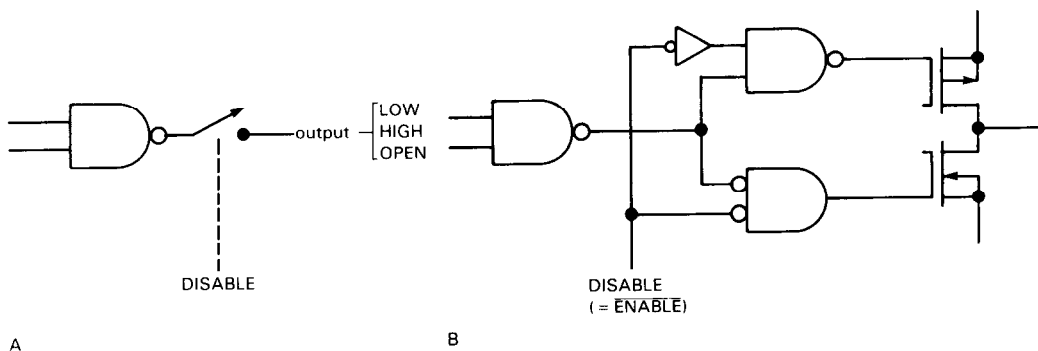 output
LOW
HIGH
OPEN
DISABLE
A
DISABLE
(= ENABLE)
B